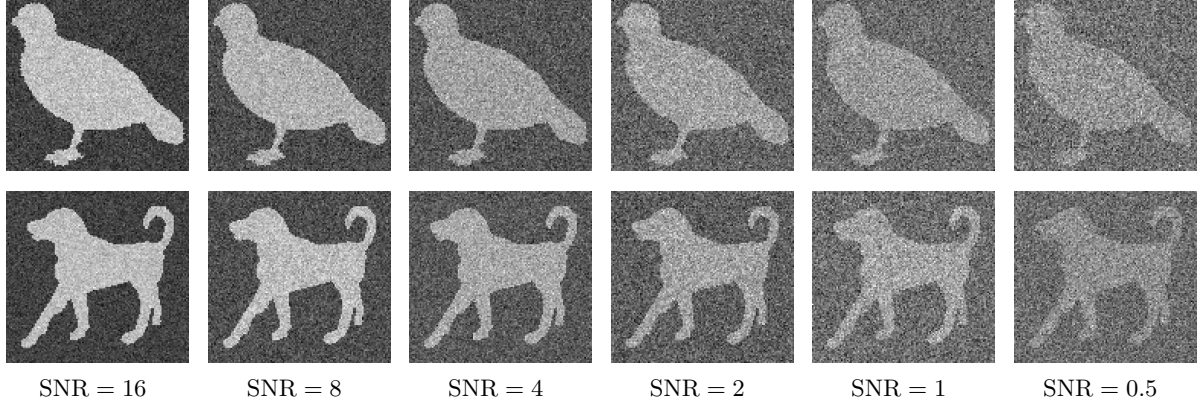 SNR = 16 SNR = 8 SNR = 4 SNR = 2 SNR = 1 SNR = 0.5